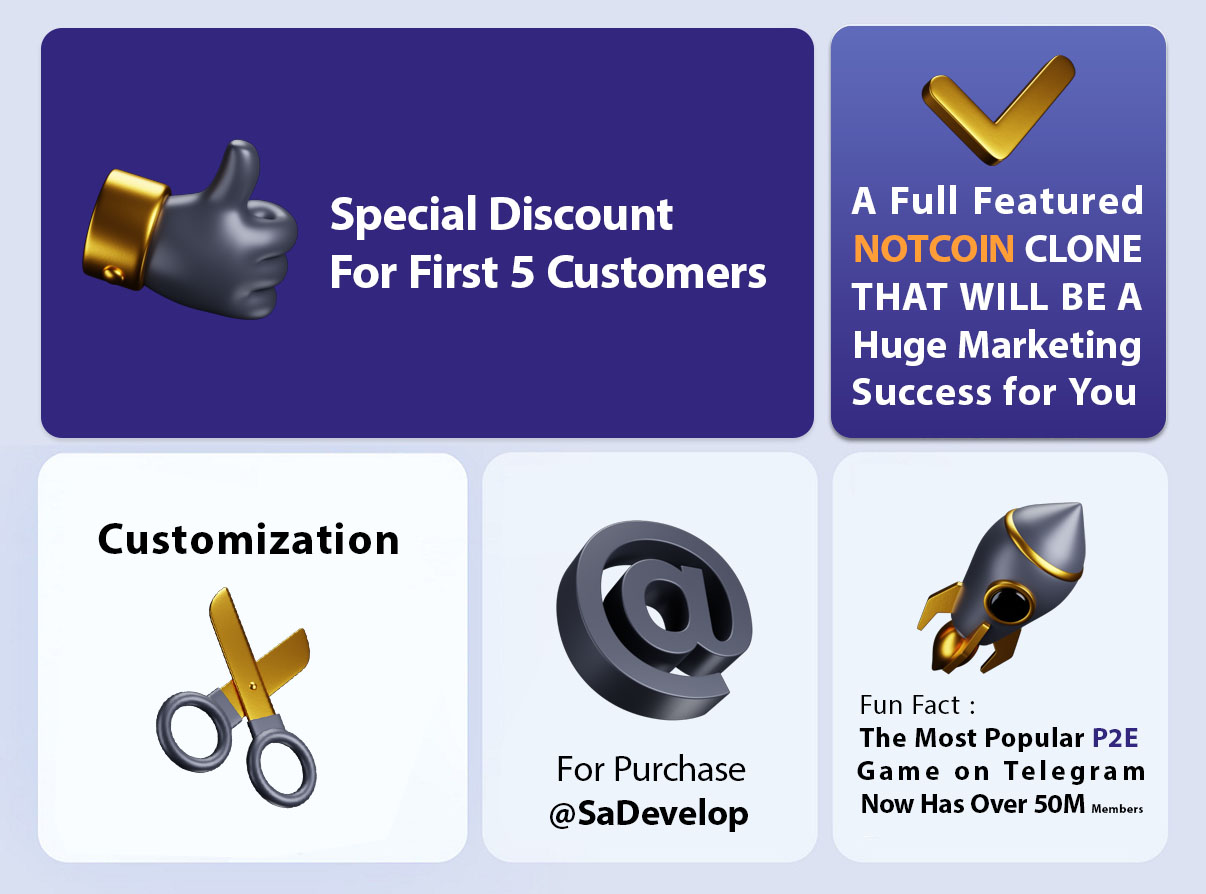 Special Discount
For First 5 Customers
A Full Featured
NOTCOIN CLONE
THAT WILL BE A
Huge Marketing
Success for You
Customization
For Purchase
@SaDevelop
Fun Fact :
The Most Popular P2E
Game on Telegram
Now Has Over 50M Members